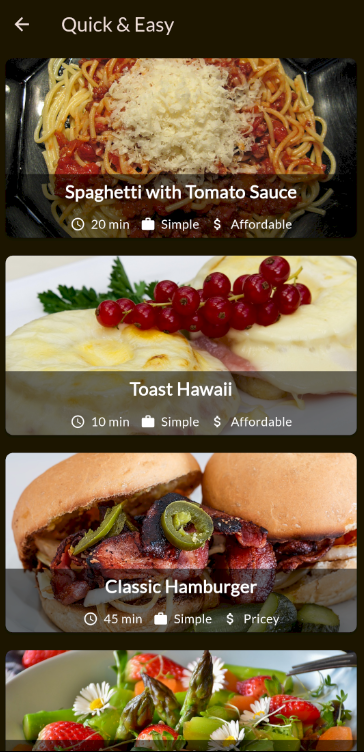 Quick & Easy
Spaghetti with Tomato Sauce
20 min Simple $ Affordable
Toast Hawaii
10 min Simple $ Affordable
Classic Hamburger
45 min Simple $ Pricey